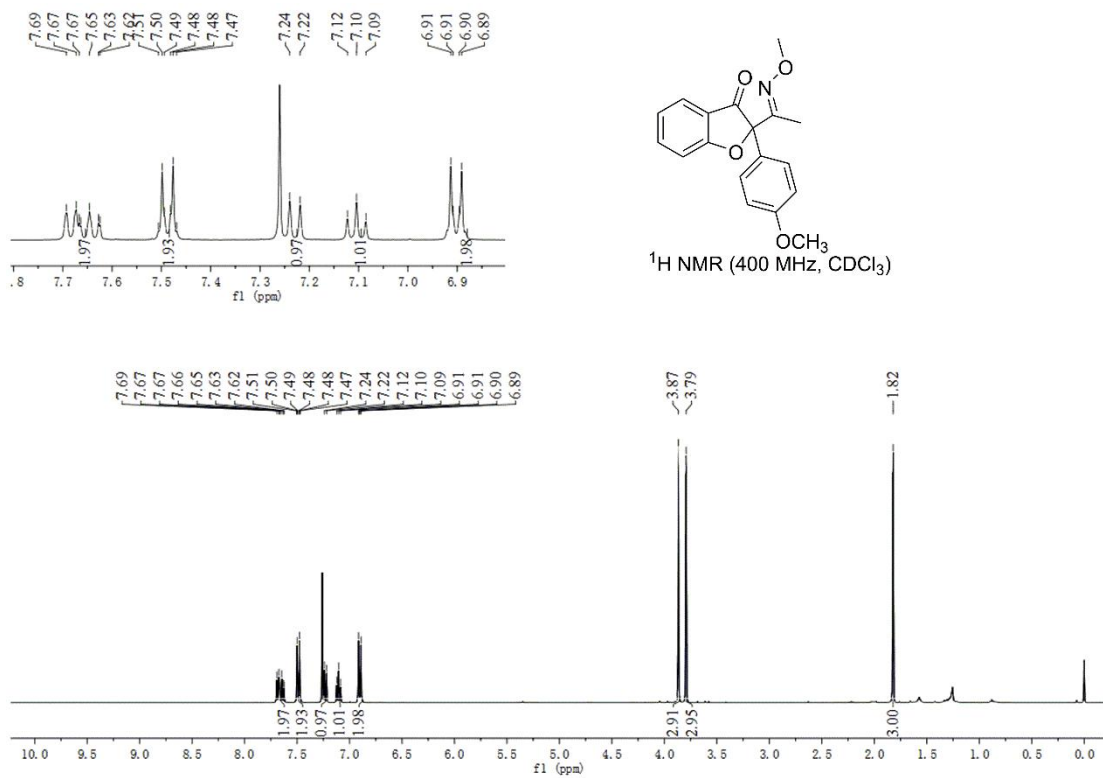 7.69 7.67 7.67 7.65 7.63 7.62 7.51 7.50 7.49 7.48 7.48 7.47 7.24 7.22 7.12 7.10 7.09 6.91 6.91 6.90 6.89
O N O
O
OCH3
¹H NMR (400 MHz, CDCl₃)
1.97 1.93 0.97 1.01 1.98
.8 7.7 7.6 7.5 7.4 7.3 7.2 7.1 7.0 6.9
f1 (ppm)
7.69 7.67 7.67 7.66 7.65 7.63 7.62 7.51 7.50 7.49 7.48 7.48 7.47 7.24 7.22 7.12 7.10 7.09 6.91 6.91 6.90 6.89 3.87 3.79 1.82
1.97 1.93 0.97 1.01 1.98 2.91 2.95 3.00
10.0 9.5 9.0 8.5 8.0 7.5 7.0 6.5 6.0 5.5 5.0 4.5 4.0 3.5 3.0 2.5 2.0 1.5 1.0 0.5 0.0
f1 (ppm)